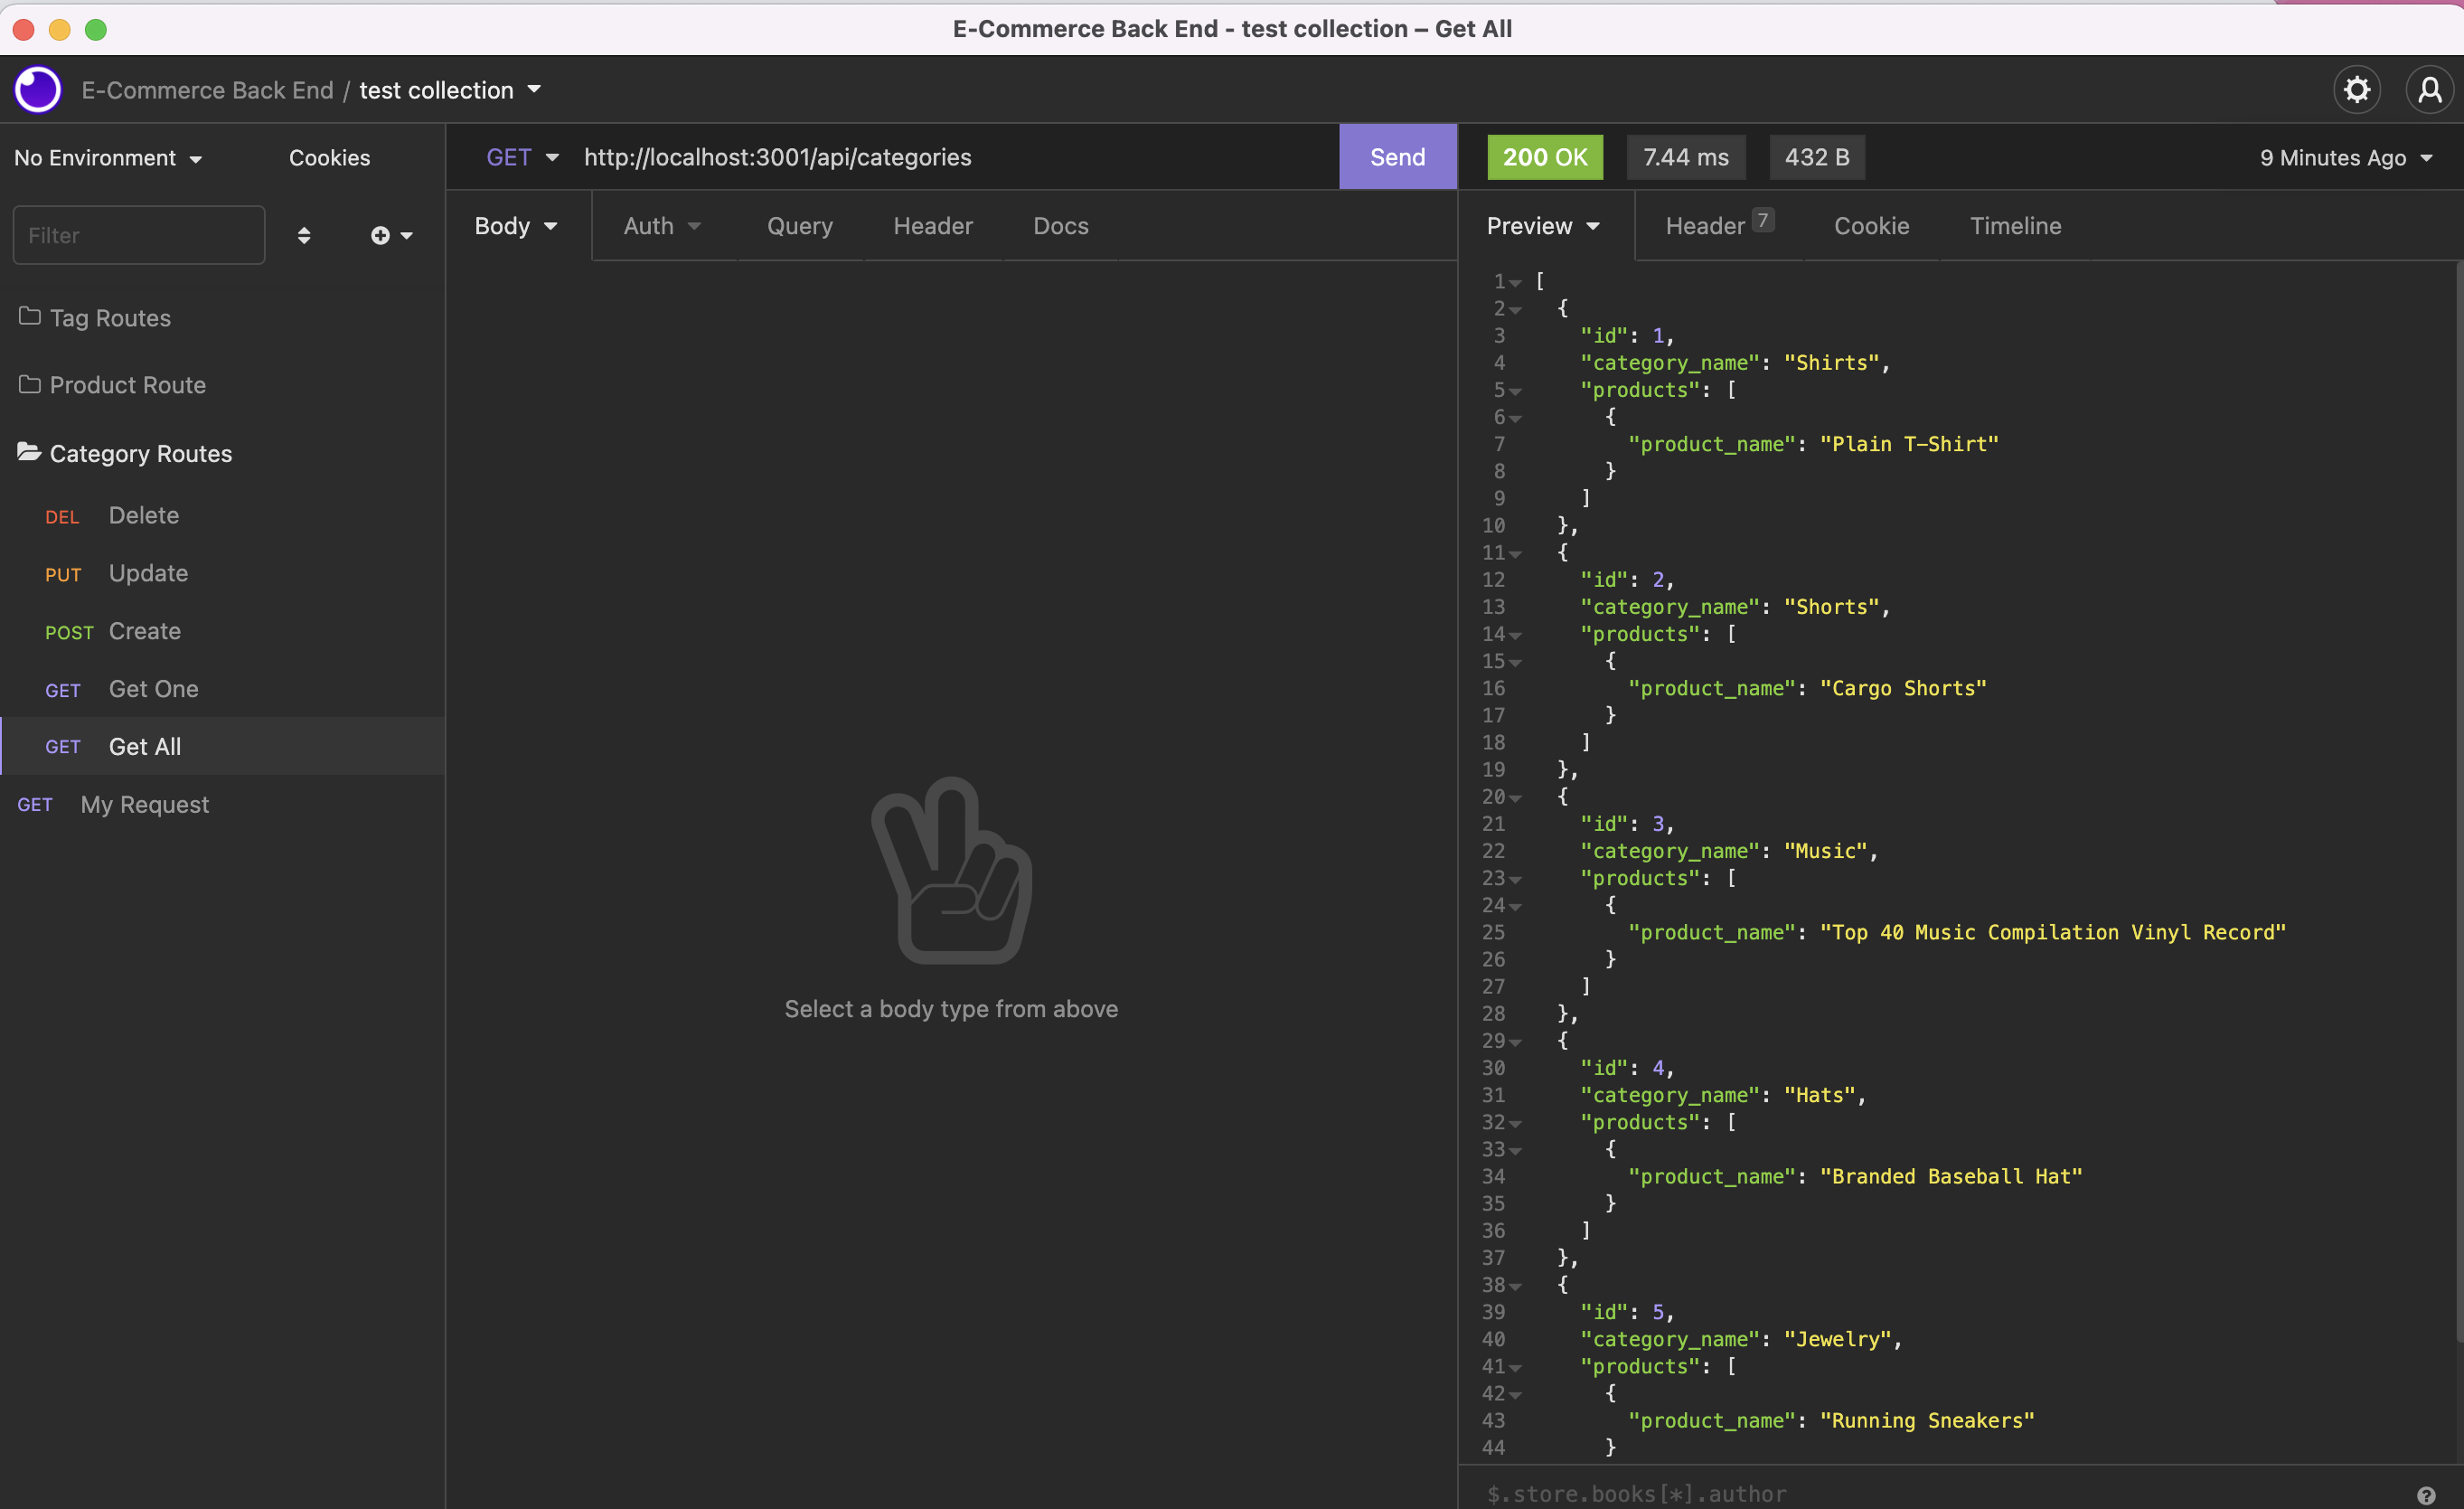 E-Commerce Back End - test collection – Get All
E-Commerce Back End / test collection
No Environment
Cookies
Filter
Tag Routes
Product Route
Category Routes
DEL Delete
PUT Update
POST Create
GET Get One
GET Get All
GET My Request
GET http://localhost:3001/api/categories
Send
Body
Auth
Query
Header
Docs
Select a body type from above
200 OK
7.44 ms
432 B
9 Minutes Ago
Preview
Header 7
Cookie
Timeline
1 [
2 {
3 "id": 1,
4 "category_name": "Shirts",
5 "products": [
6 {
7 "product_name": "Plain T-Shirt"
8 }
9 ]
10 },
11 {
12 "id": 2,
13 "category_name": "Shorts",
14 "products": [
15 {
16 "product_name": "Cargo Shorts"
17 }
18 ]
19 },
20 {
21 "id": 3,
22 "category_name": "Music",
23 "products": [
24 {
25 "product_name": "Top 40 Music Compilation Vinyl Record"
26 }
27 ]
28 },
29 {
30 "id": 4,
31 "category_name": "Hats",
32 "products": [
33 {
34 "product_name": "Branded Baseball Hat"
35 }
36 ]
37 },
38 {
39 "id": 5,
40 "category_name": "Jewelry",
41 "products": [
42 {
43 "product_name": "Running Sneakers"
44 }
$.store.books[*].author